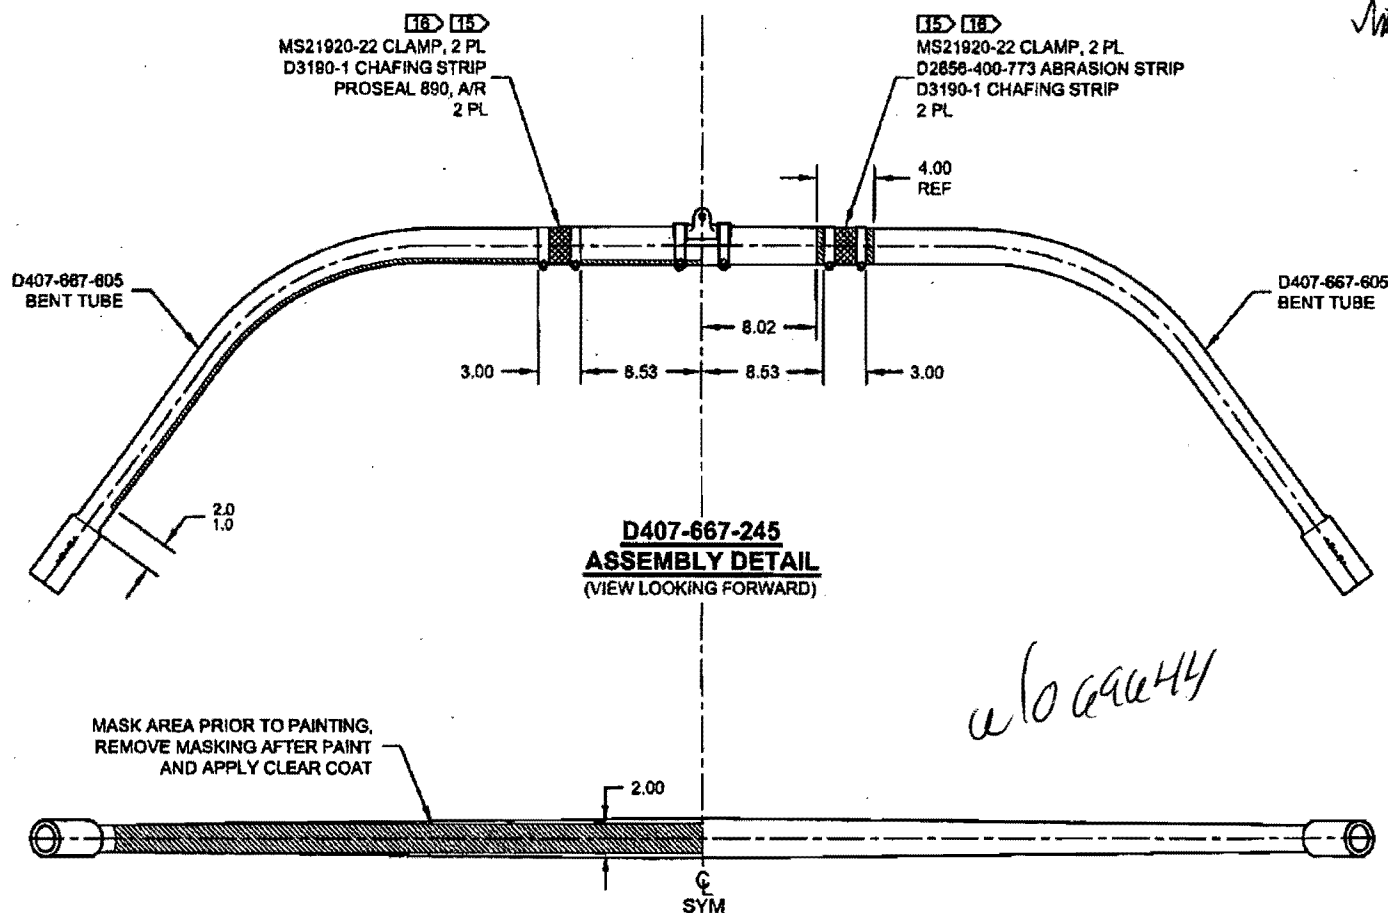 16 15
MS21920-22 CLAMP, 2 PL
D3190-1 CHAFING STRIP
PROSEAL 890, A/R
2 PL
15 16
MS21920-22 CLAMP, 2 PL
D2856-400-773 ABRASION STRIP
D3190-1 CHAFING STRIP
2 PL
4.00
REF
D407-667-605
BENT TUBE
D407-667-605
BENT TUBE
8.02
3.00
8.53
8.53
3.00
2.0
1.0
D407-667-245
ASSEMBLY DETAIL
(VIEW LOOKING FORWARD)
MASK AREA PRIOR TO PAINTING,
REMOVE MASKING AFTER PAINT
AND APPLY CLEAR COAT
2.00
SYM